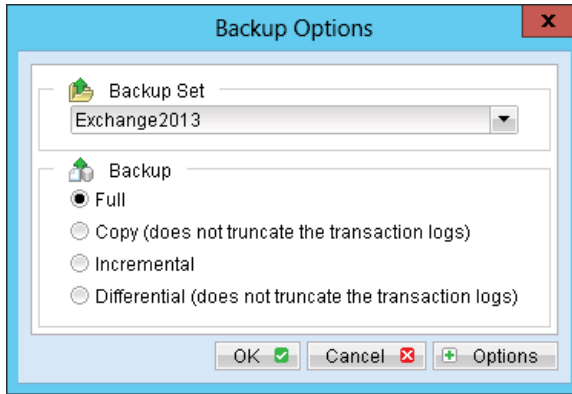 Backup Options
x
Backup Set
Exchange2013
Backup
Full
Copy (does not truncate the transaction logs)
Incremental
Differential (does not truncate the transaction logs)
OK Cancel Options